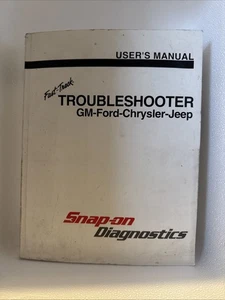 USER'S MANUAL
Fast-Track
TROUBLESHOOTER
GM-Ford-Chrysler-Jeep
Snap-on
Diagnostics